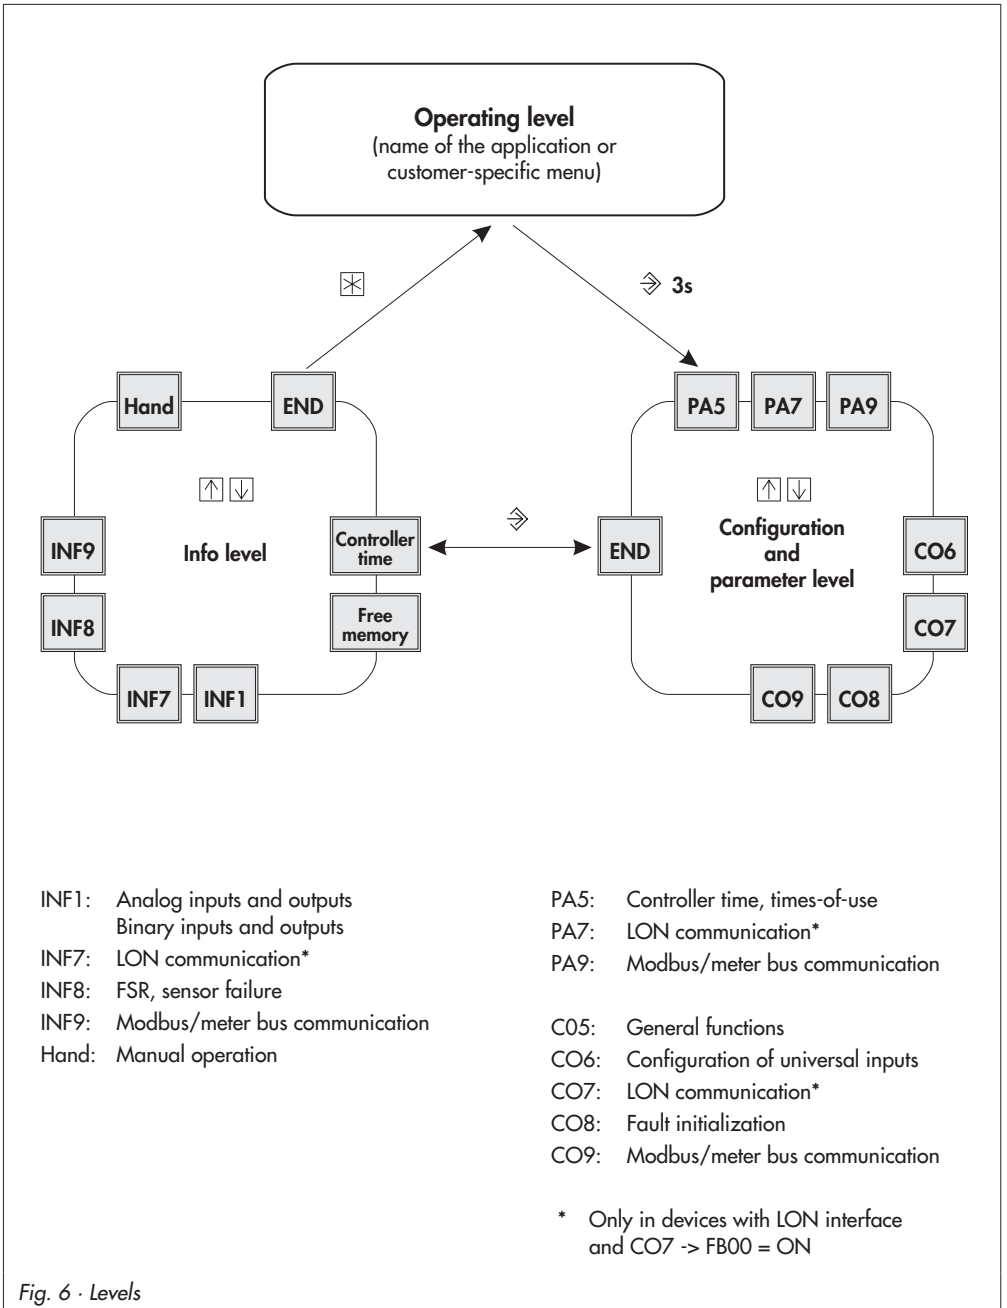 Operating level
(name of the application or
customer-specific menu)
3s
Hand
END
PA5
PA7
PA9
INF9
Info level
Controller
time
END
Configuration
and
parameter level
CO6
INF8
Free
memory
CO7
INF7
INF1
CO9
CO8
INF1: Analog inputs and outputs
Binary inputs and outputs
INF7: LON communication*
INF8: FSR, sensor failure
INF9: Modbus/meter bus communication
Hand: Manual operation
PA5: Controller time, times-of-use
PA7: LON communication*
PA9: Modbus/meter bus communication
C05: General functions
CO6: Configuration of universal inputs
CO7: LON communication*
CO8: Fault initialization
CO9: Modbus/meter bus communication
* Only in devices with LON interface
and CO7 -> FB00 = ON
Fig. 6 · Levels